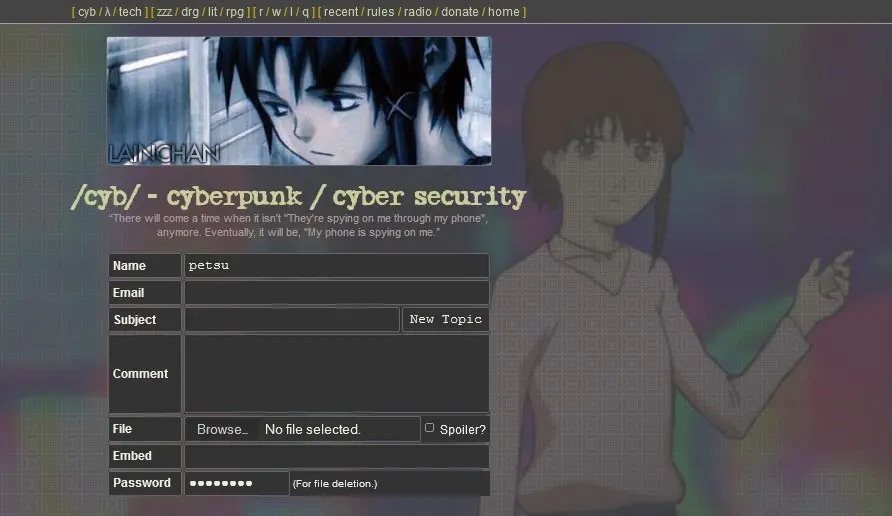 [ cyb / λ / tech ] [ zzz / drg / lit / rpg ] [ r / w / l / q ] [ recent / rules / radio / donate / home ]
LAINCHAN
/cyb/ - cyberpunk / cyber security
"There will come a time when it isn't "They're spying on me through my phone",
anymore. Eventually, it will be, "My phone is spying on me."
Name petsu
Email
Subject New Topic
Comment
File Browse... No file selected. Spoiler?
Embed
Password ●●●●●●●● (For file deletion.)